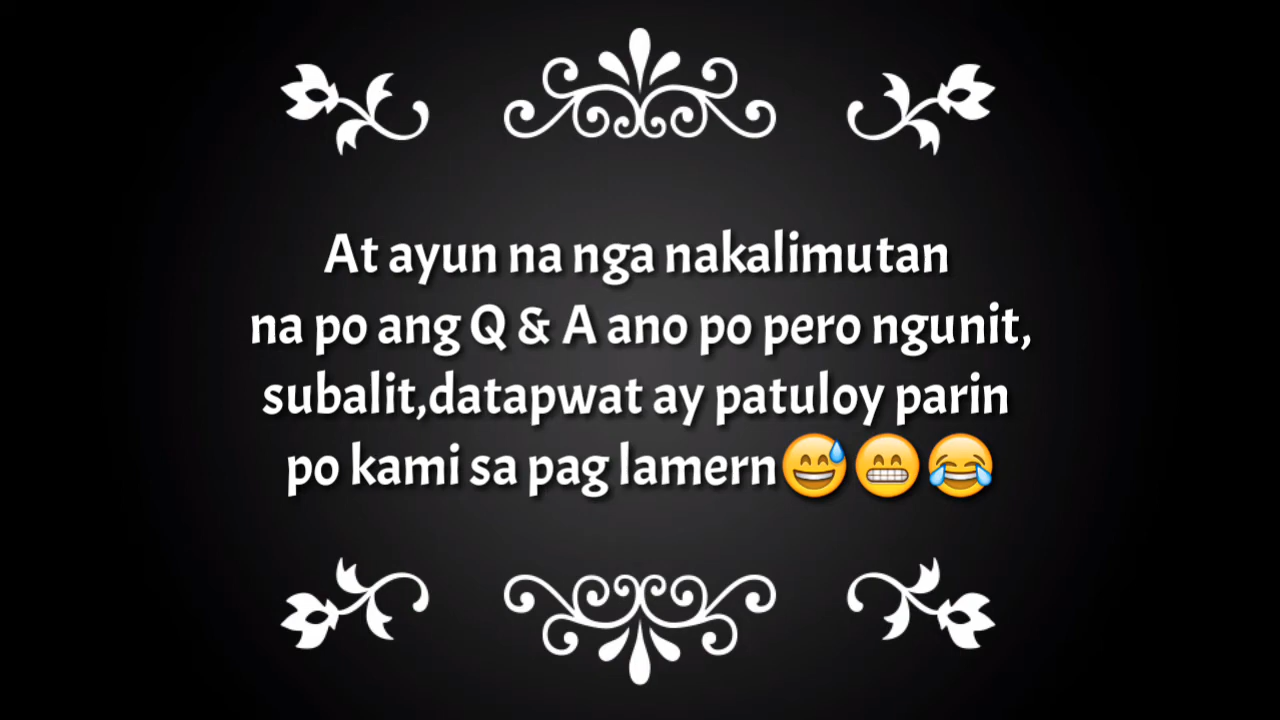 At ayun na nga nakalimutan
na po ang Q & A ano po pero ngunit,
subalit,datapwat ay patuloy parin
po kami sa pag lamern😅😁😂